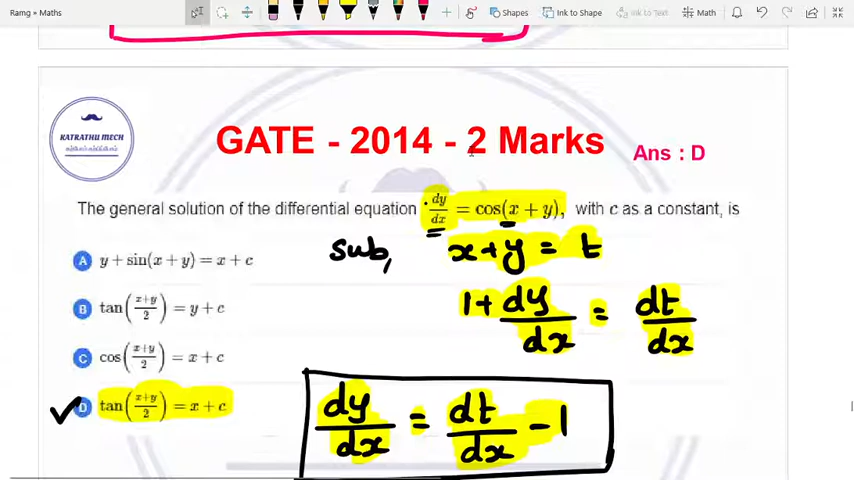 Ramg » Maths
Shapes
Ink to Shape
Ink to Text
Math
KATRATHU MECH
GATE - 2014 - 2 Marks
Ans : D
The general solution of the differential equation dy/dx = cos(x + y), with c as a constant, is
sub, x+y = t
A y + sin(x + y) = x + c
1+ dy/dx = dt/dx
B tan((x+y)/2) = y + c
C cos((x+y)/2) = x + c
D tan((x+y)/2) = x + c
dy/dx = dt/dx - 1